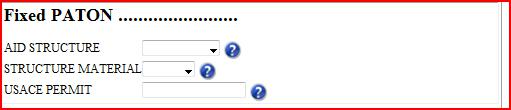 Fixed PATON ........................
AID STRUCTURE ?
STRUCTURE MATERIAL ?
USACE PERMIT ?